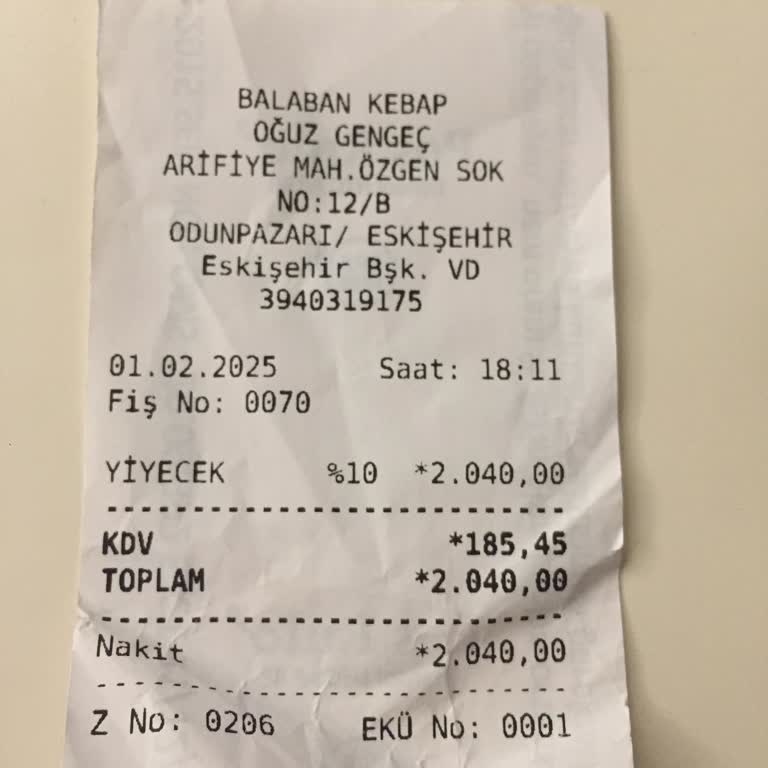 BALABAN KEBAP
OĞUZ GENGEÇ
ARİFİYE MAH.ÖZGEN SOK
NO:12/B
ODUNPAZARI/ ESKİŞEHİR
Eskişehir Bşk. VD
3940319175
01.02.2025 Saat: 18:11
Fiş No: 0070
YİYECEK %10 *2.040,00
KDV *185,45
TOPLAM *2.040,00
Nakit *2.040,00
Z No: 0206 EKÜ No: 0001